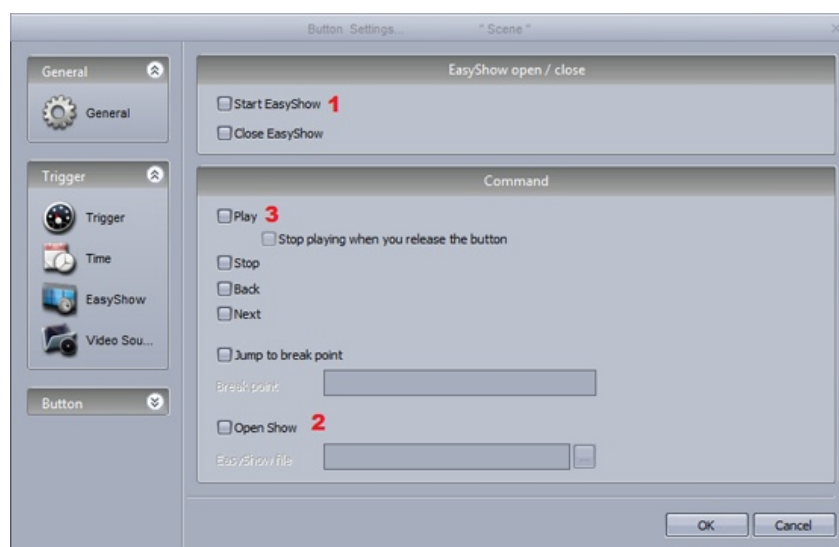 Button Settings... " Scene "
General
General
Trigger
Trigger
Time
EasyShow
Video Sou...
Button
EasyShow open / close
Start EasyShow 1
Close EasyShow
Command
Play 3
Stop playing when you release the button
Stop
Back
Next
Jump to break point
Break point
Open Show 2
EasyShow file
OK Cancel